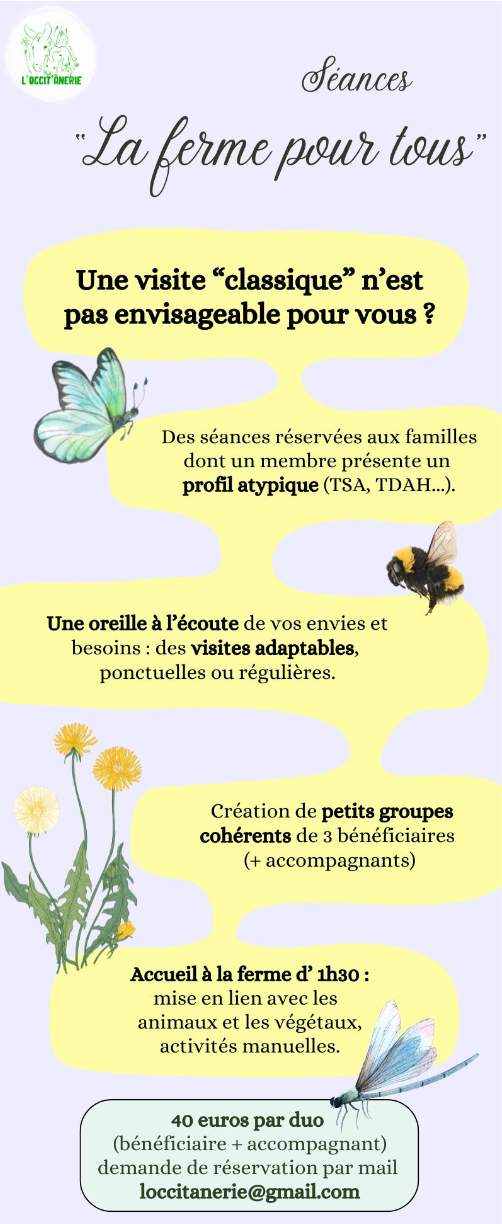 L'OCCIT'ÂNERIE
Séances
“La ferme pour tous”
Une visite “classique” n’est
pas envisageable pour vous ?
Des séances réservées aux familles
dont un membre présente un
profil atypique (TSA, TDAH...).
Une oreille à l’écoute de vos envies et
besoins : des visites adaptables,
ponctuelles ou régulières.
Création de petits groupes
cohérents de 3 bénéficiaires
(+ accompagnants)
Accueil à la ferme d’ 1h30 :
mise en lien avec les
animaux et les végétaux,
activités manuelles.
40 euros par duo
(bénéficiaire + accompagnant)
demande de réservation par mail
loccitanerie@gmail.com